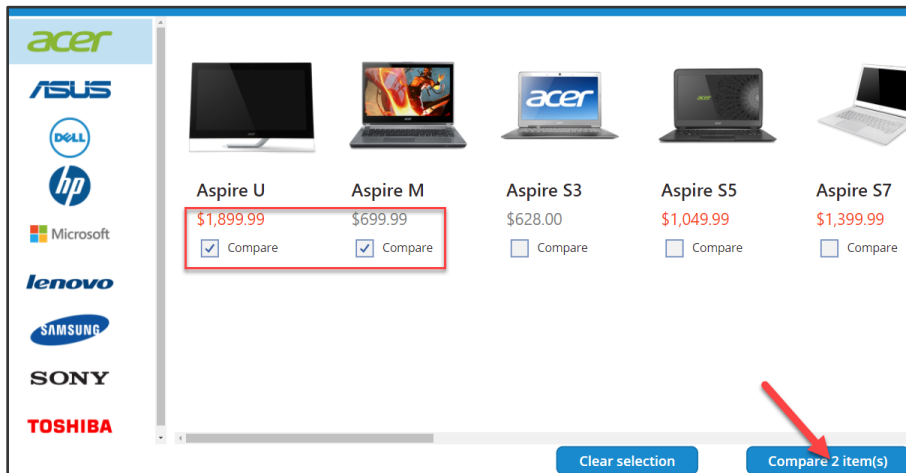 acer
ASUS
DELL
hp
Microsoft
lenovo
SAMSUNG
SONY
TOSHIBA
acer
acer
Aspire U
Aspire M
Aspire S3
Aspire S5
Aspire S7
$1,899.99
$699.99
$628.00
$1,049.99
$1,399.99
Compare
Compare
Compare
Compare
Compare
Clear selection
Compare 2 item(s)